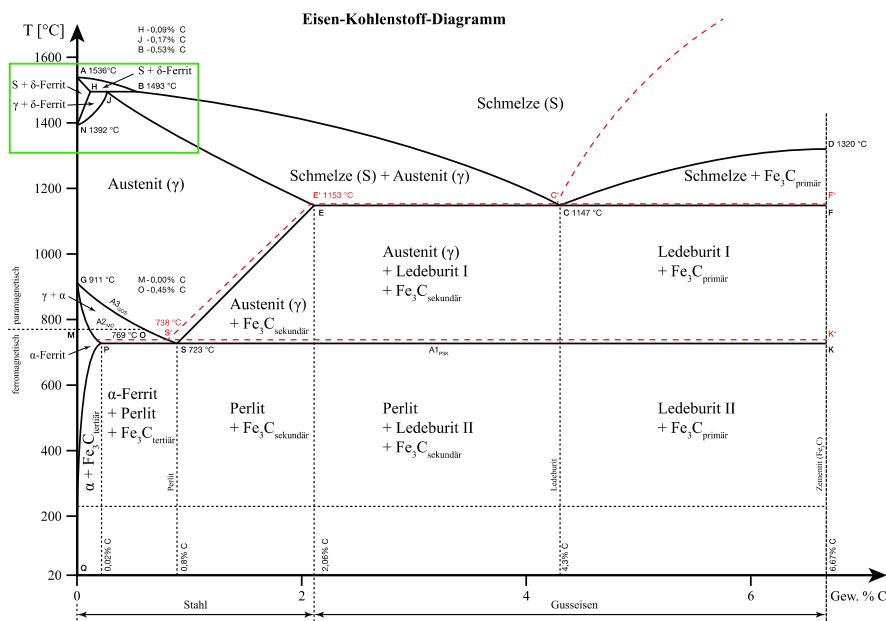 Eisen-Kohlenstoff-Diagramm
T [°C]
H -0,09% C
J -0,17% C
B -0,53% C
1600
A 1536°C
S + δ-Ferrit
S + δ-Ferrit
H
B 1493 °C
γ + δ-Ferrit
J
Schmelze (S)
1400
N 1392 °C
D 1320°C
Austenit (γ)
Schmelze (S) + Austenit (γ)
Schmelze + Fe3Cprimär
1200
E' 1153 °C
C'
F'
E
C 1147 °C
F
1000
Austenit (γ)
+ Ledeburit I
+ Fe3Csekundär
Ledeburit I
+ Fe3Cprimär
G 911 °C
M -0,00% C
O -0,45% C
γ + α
A3GOS
Austenit (γ)
+ Fe3Csekundär
paramagnetisch
800
A2MO
738 °C
S'
M
769 °C
O
K'
ferromagnetisch
α-Ferrit
P
S 723 °C
A1PSK
K
600
α-Ferrit
+ Perlit
+ Fe3Ctertiär
Perlit
+ Fe3Csekundär
Perlit
+ Ledeburit II
+ Fe3Csekundär
Ledeburit II
+ Fe3Cprimär
α + Fe3Ctertiär
400
Perlit
Ledeburit
Zementit (Fe3C)
200
Q
0,02% C
0,8% C
2,06% C
4,3% C
6,67% C
20
2
4
6
Gew. % C
Stahl
Gusseisen